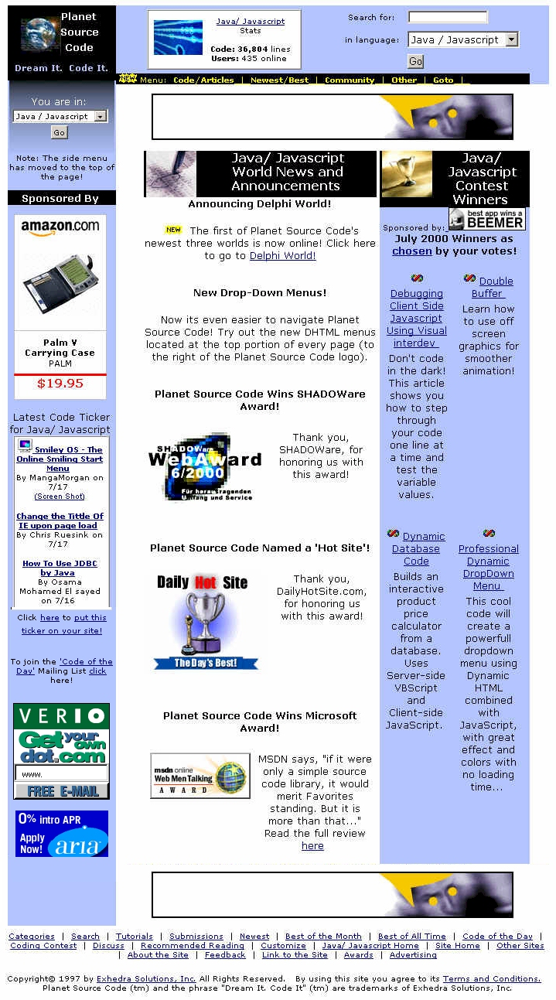 Planet
Source
Code
Dream It. Code It.
Java/ Javascript
Stats
Code: 36,804 lines
Users: 435 online
Search for:
in language: Java / Javascript
Go
NEW Menu: Code/Articles | Newest/Best | Community | Other | Goto |
You are in:
Java / Javascript
Go
Note: The side menu
has moved to the top of
the page!
Sponsored By
amazon.com
Palm V
Carrying Case
PALM
$19.95
Latest Code Ticker
for Java/ Javascript
Smiley OS - The
Online Smiling Start
Menu
By MangaMorgan on
7/17
(Screen Shot)
Change the Tittle Of
IE upon page load
By Chris Ruesink on
7/17
How To Use JDBC
by Java
By Osama
Mohamed El sayed
on 7/16
Click here to put this
ticker on your site!
To join the 'Code of the
Day' Mailing List click
here!
VERIO
Get your
own
dot.com
www.
FREE E-MAIL
0% intro APR
Apply
Now!
aria
Java/ Javascript
World News and
Announcements
Announcing Delphi World!
NEW The first of Planet Source Code's
newest three worlds is now online! Click here
to go to Delphi World!
New Drop-Down Menus!
Now its even easier to navigate Planet
Source Code! Try out the new DHTML menus
located at the top portion of every page (to
the right of the Planet Source Code logo).
Planet Source Code Wins SHADOWare
Award!
SHADOWare
WebAward
6/2000
Für herausragenden
Umfang und Service
Thank you,
SHADOWare, for
honoring us with
this award!
Planet Source Code Named a 'Hot Site'!
Daily Hot Site
The Day's Best!
Thank you,
DailyHotSite.com,
for honoring us
with this award!
Planet Source Code Wins Microsoft
Award!
msdn online
Web Men Talking
AWARD
MSDN says, "if it were
only a simple source
code library, it would
merit Favorites
standing. But it is
more than that..."
Read the full review
here
Java/
Javascript
Contest
Winners
Sponsored by:
best app wins a
BEEMER
July 2000 Winners as
chosen by your votes!
Debugging
Client Side
Javascript
Using Visual
interdev
Don't code
in the dark!
This article
shows you
how to step
through
your code
one line at
a time and
test the
variable
values.
Double
Buffer
Learn how
to use off
screen
graphics for
smoother
animation!
Dynamic
Database
Code
Builds an
interactive
product
price
calculator
from a
database.
Uses
Server-side
VBScript
and
Client-side
JavaScript.
Professional
Dynamic
DropDown
Menu
This cool
code will
create a
powerfull
dropdown
menu using
Dynamic
HTML
combined
with
JavaScript,
with great
effect and
colors with
no loading
time...
Categories | Search | Tutorials | Submissions | Newest | Best of the Month | Best of All Time | Code of the Day |
Coding Contest | Discuss | Recommended Reading | Customize | Java/ Javascript Home | Site Home | Other Sites
| About the Site | Feedback | Link to the Site | Awards | Advertising
Copyright© 1997 by Exhedra Solutions, Inc. All Rights Reserved. By using this site you agree to its Terms and Conditions.
Planet Source Code (tm) and the phrase "Dream It. Code It" (tm) are trademarks of Exhedra Solutions, Inc.